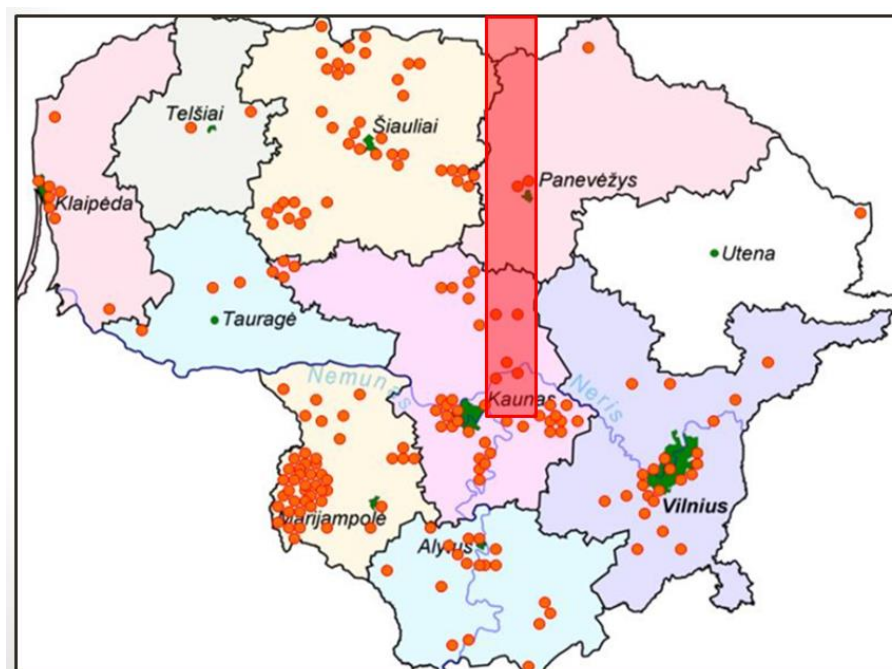 Telšiai
Šiauliai
Klaipėda
Panevėžys
Utena
Tauragė
Nemunas
Kaunas
Neris
Marijampolė
Vilnius
Alytus